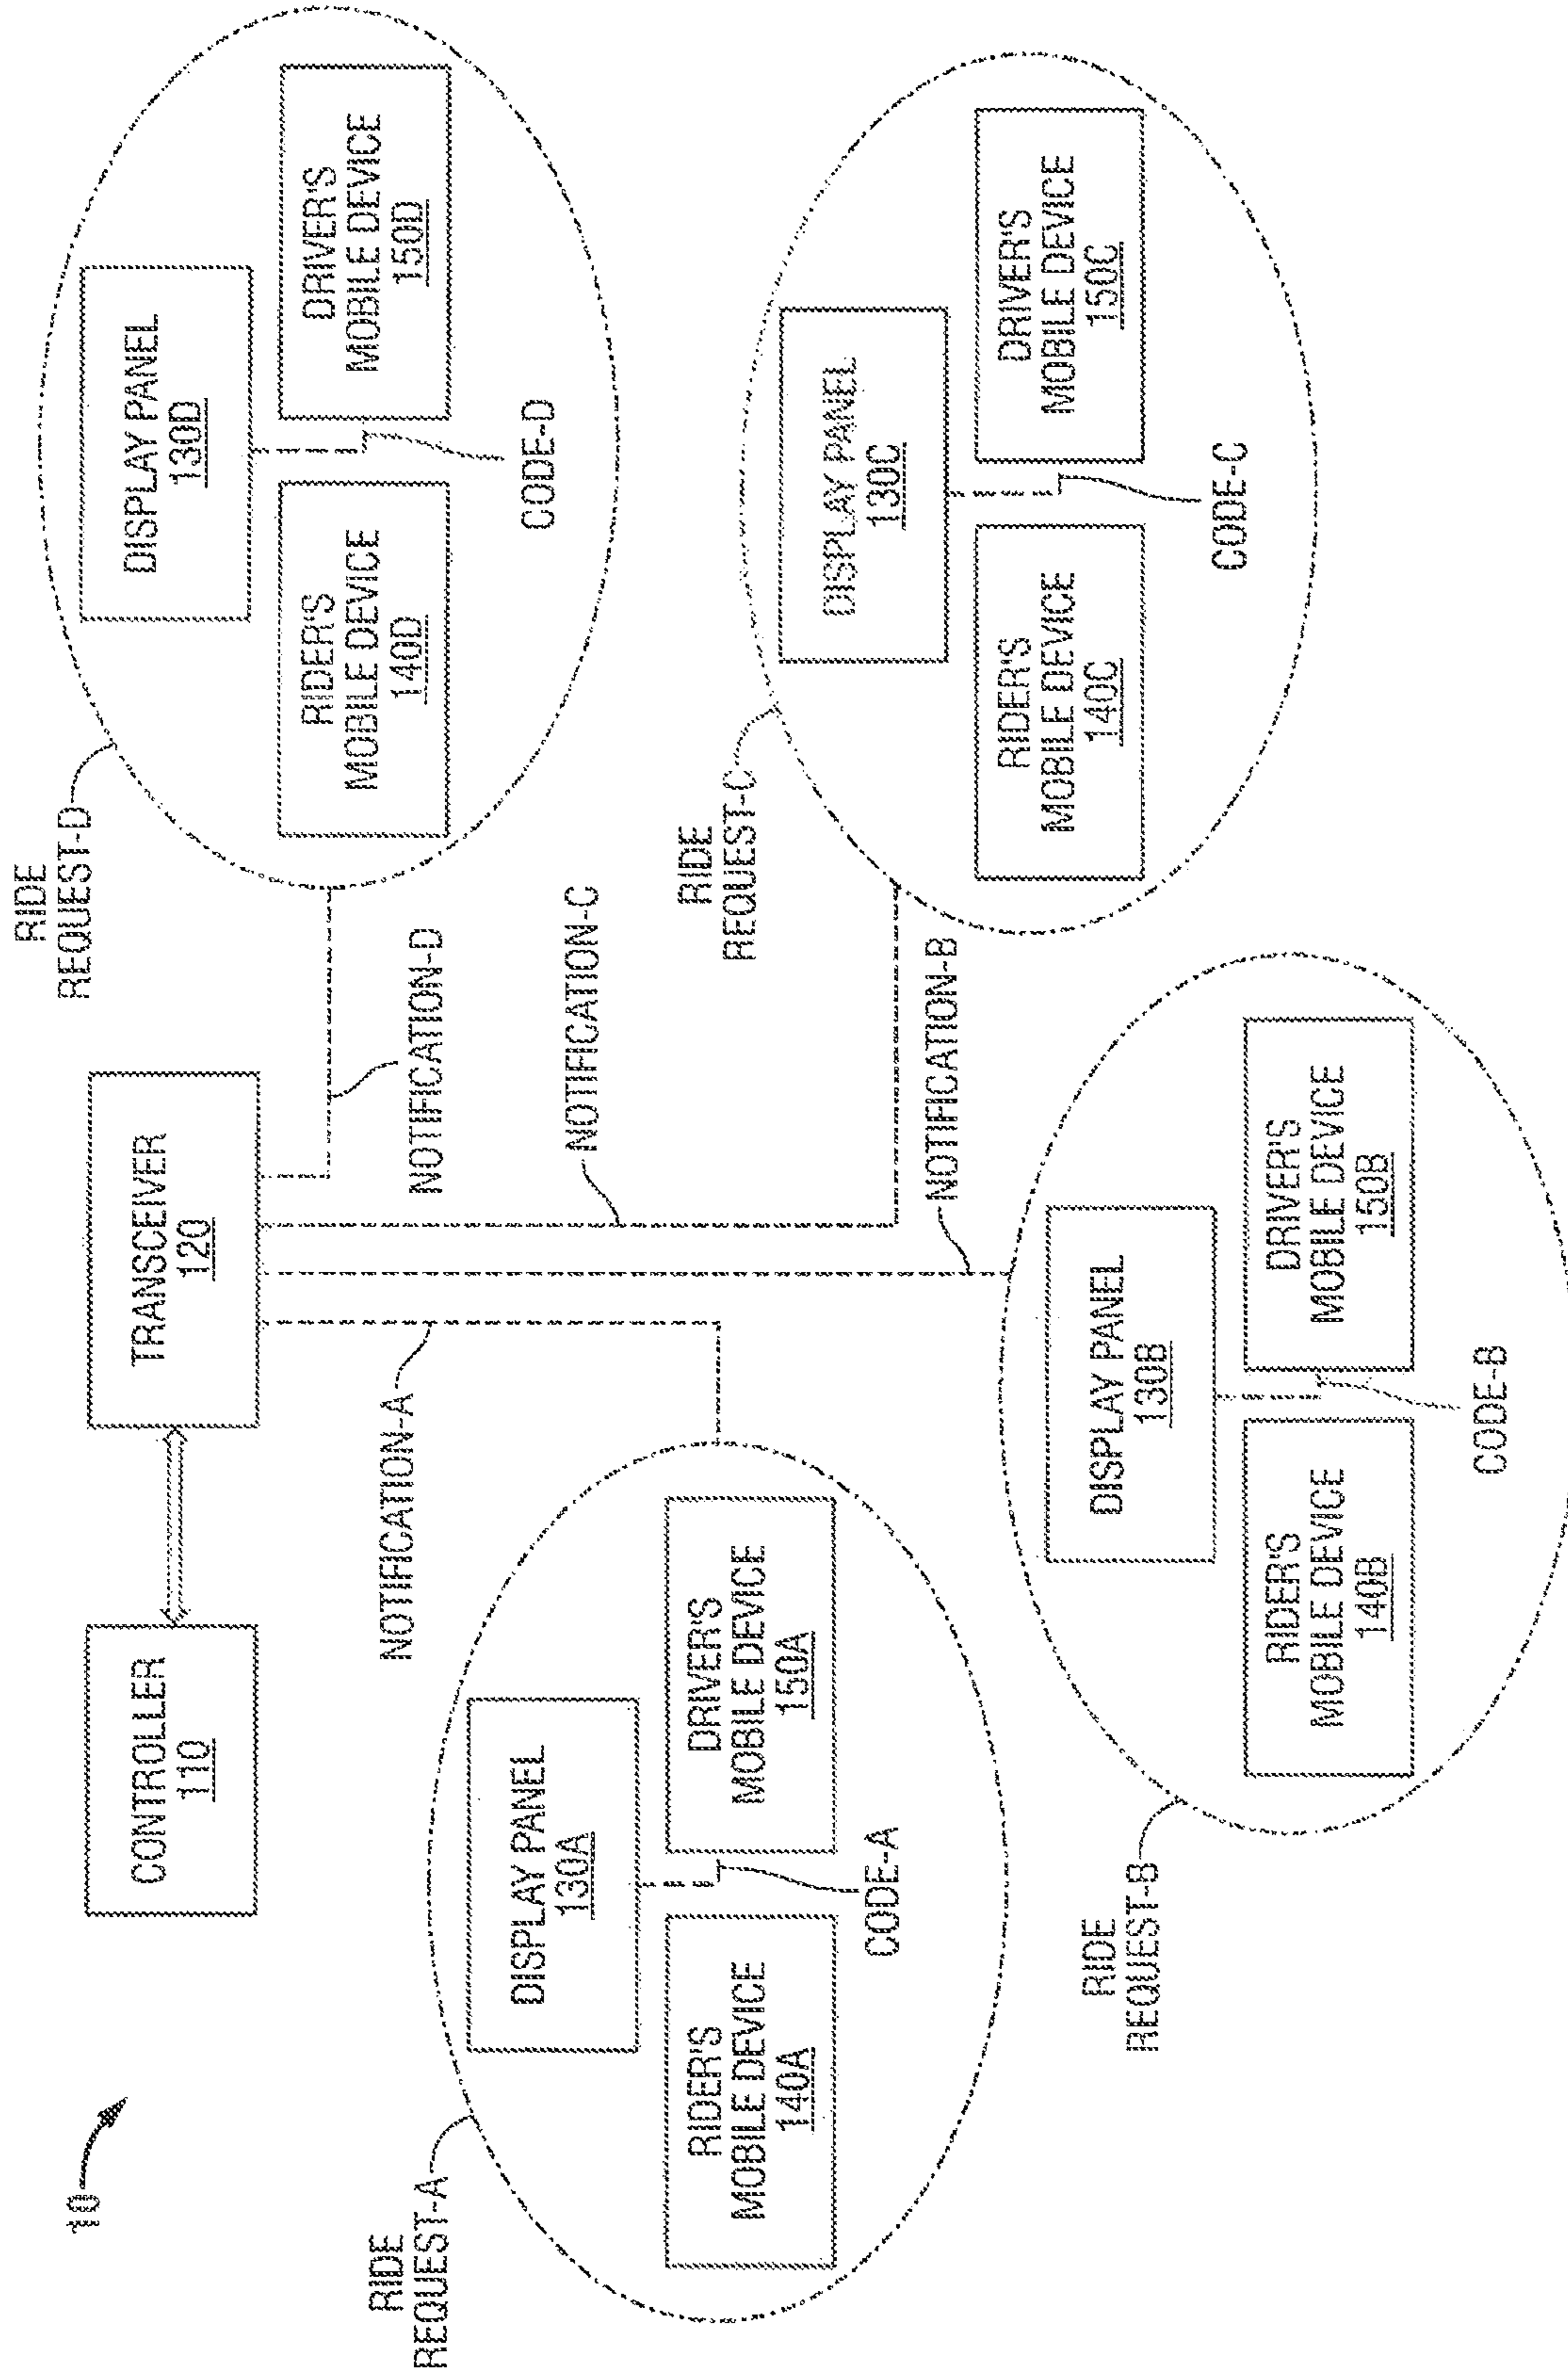 10
CONTROLLER
110
TRANSCEIVER
120
RIDE
REQUEST-D
DISPLAY PANEL
130D
RIDER'S
MOBILE DEVICE
140D
DRIVER'S
MOBILE DEVICE
150D
CODE-D
NOTIFICATION-A
NOTIFICATION-D
NOTIFICATION-C
NOTIFICATION-B
RIDE
REQUEST-A
DISPLAY PANEL
130A
RIDER'S
MOBILE DEVICE
140A
DRIVER'S
MOBILE DEVICE
150A
CODE-A
RIDE
REQUEST-C
DISPLAY PANEL
130C
RIDER'S
MOBILE DEVICE
140C
DRIVER'S
MOBILE DEVICE
150C
CODE-C
RIDE
REQUEST-B
DISPLAY PANEL
130B
RIDER'S
MOBILE DEVICE
140B
DRIVER'S
MOBILE DEVICE
150B
CODE-B